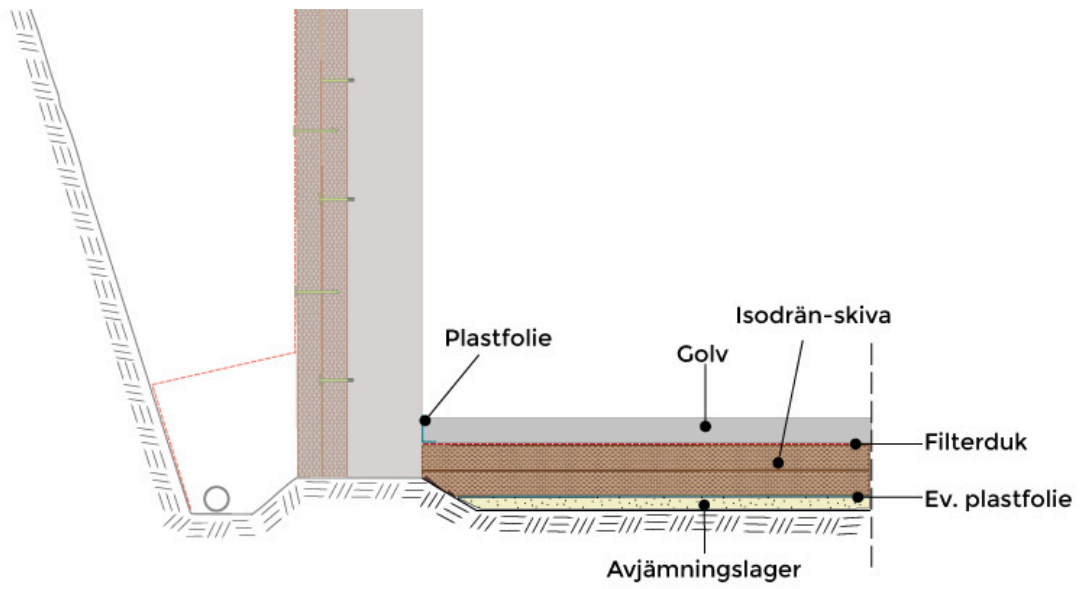 Isodrän-skiva
Plastfolie
Golv
Filterduk
Ev. plastfolie
Avjämningslager